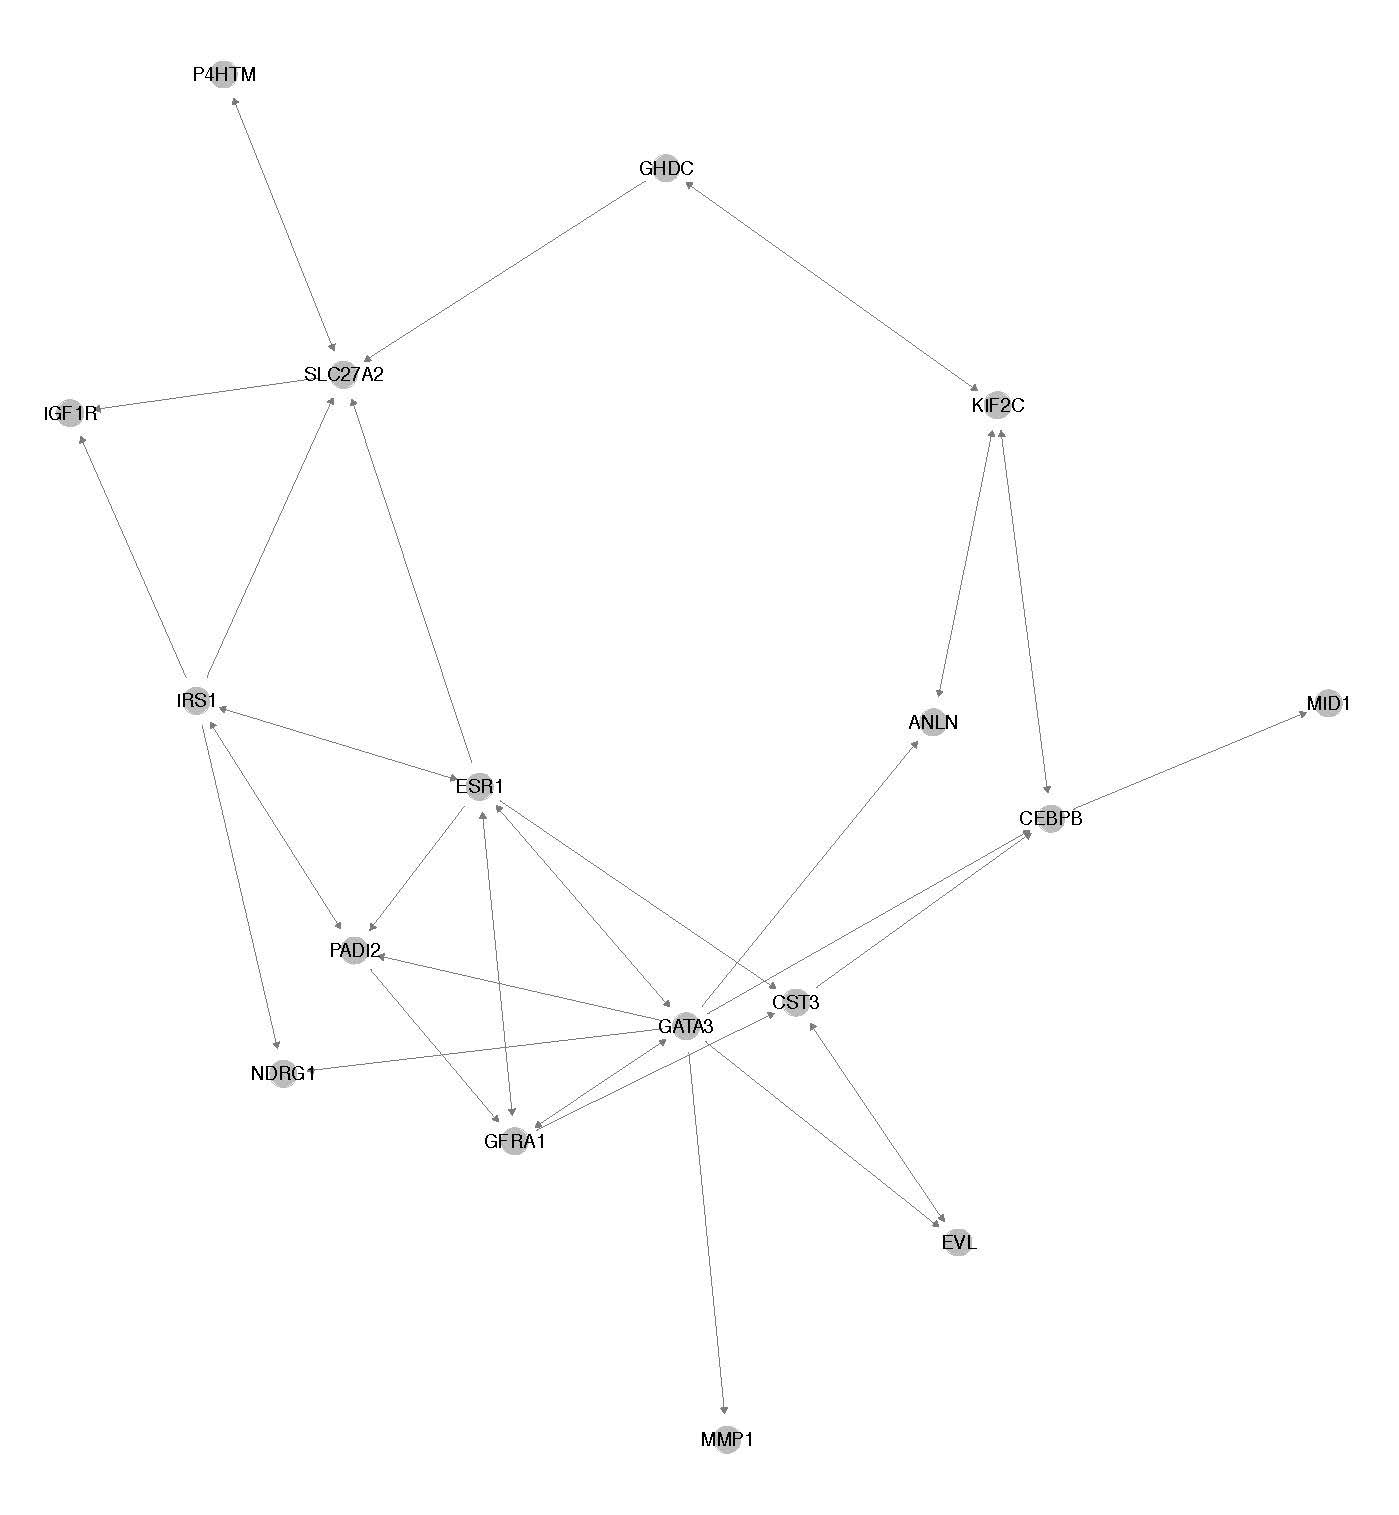 P4HTM
GHDC
SLC27A2
IGF1R
KIF2C
IRS1
MID1
ANLN
ESR1
CEBPB
PADI2
CST3
GATA3
NDRG1
GFRA1
EVL
MMP1